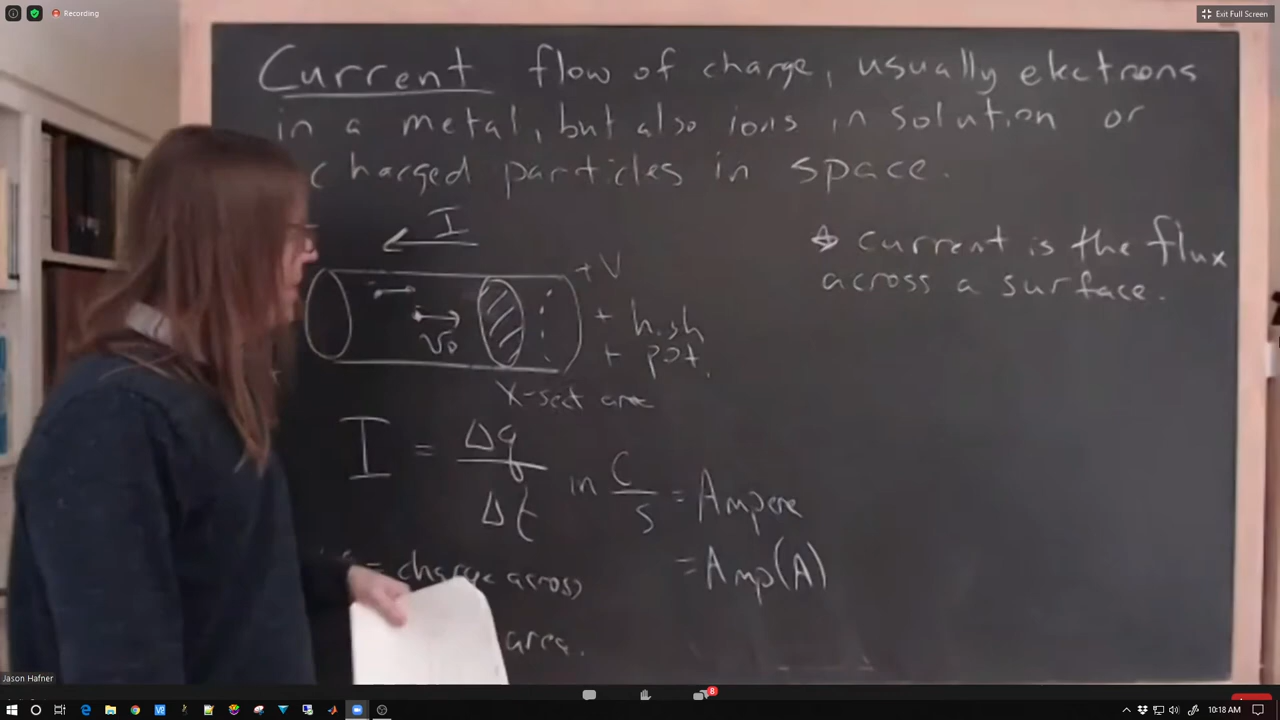 Recording
Exit Full Screen
Current flow of charge, usually electrons
in a metal, but also ions in solution or
charged particles in space.
I
→ Current is the flux
across a surface.
+V
+ high
+ pot.
v
X-sect area
I = Δq/Δt in C/s = Ampere
= Amp(A)
= charge across
area.
Jason Hafner
8
10:18 AM